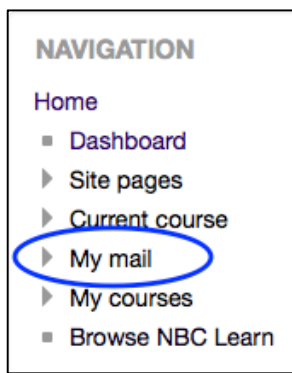 NAVIGATION
Home
Dashboard
Site pages
Current course
My mail
My courses
Browse NBC Learn